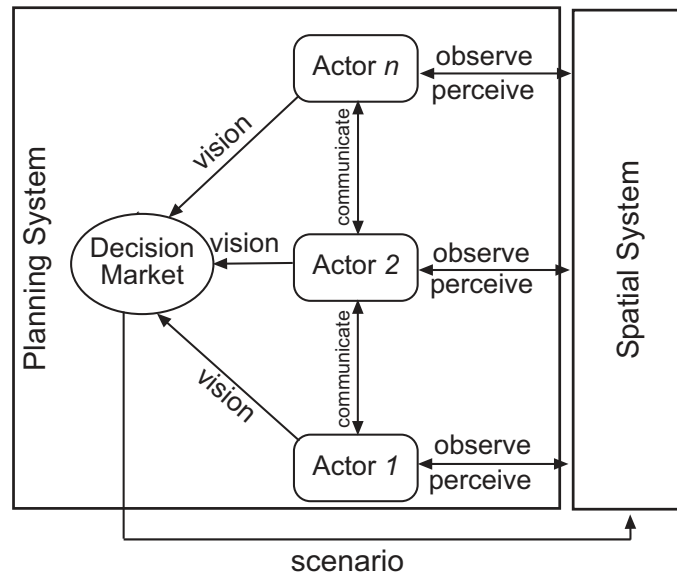 Planning System
Actor n
observe
perceive
vision
communicate
Decision
Market
vision
Actor 2
observe
perceive
communicate
vision
Actor 1
observe
perceive
Spatial System
scenario